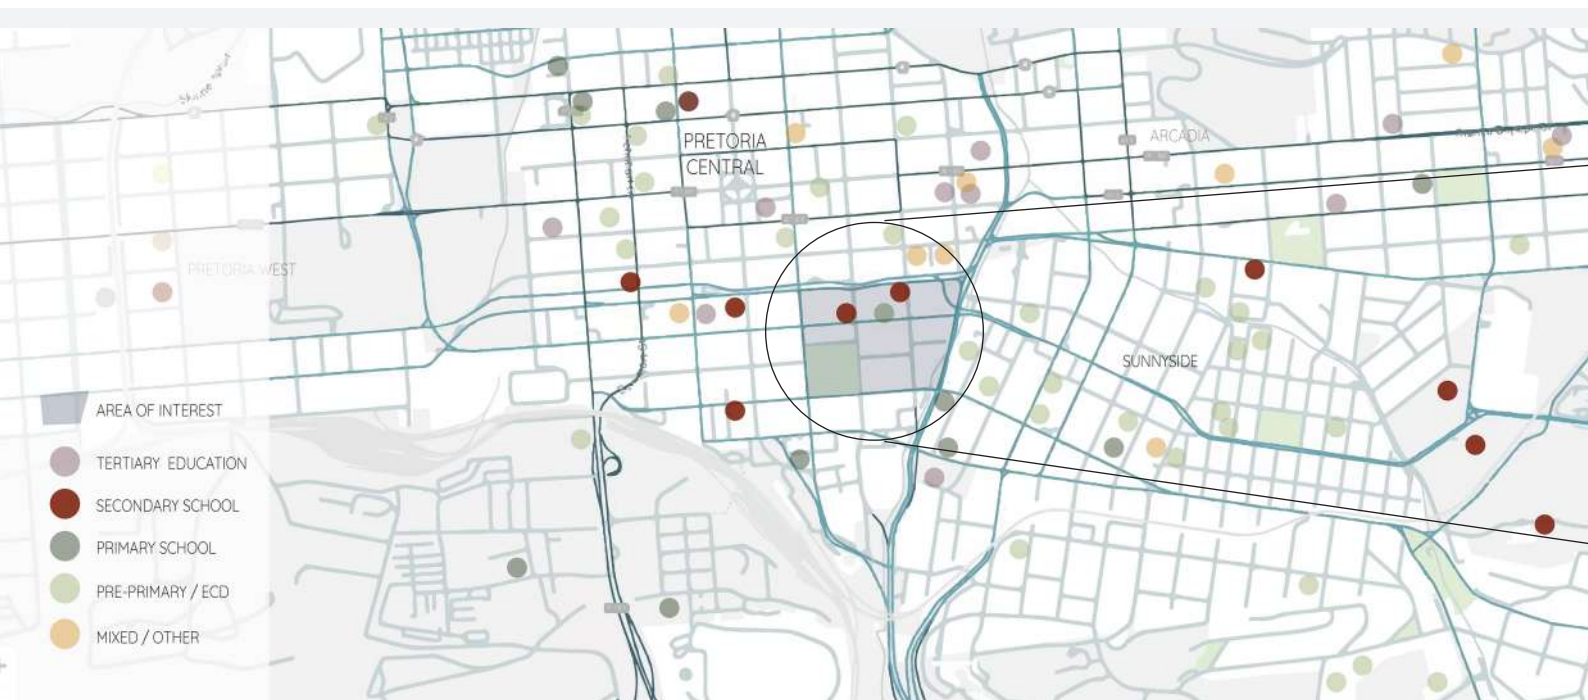 PRETORIA
CENTRAL
ARCADIA
PRETORIA WEST
SUNNYSIDE
AREA OF INTEREST
TERTIARY EDUCATION
SECONDARY SCHOOL
PRIMARY SCHOOL
PRE-PRIMARY / ECD
MIXED / OTHER